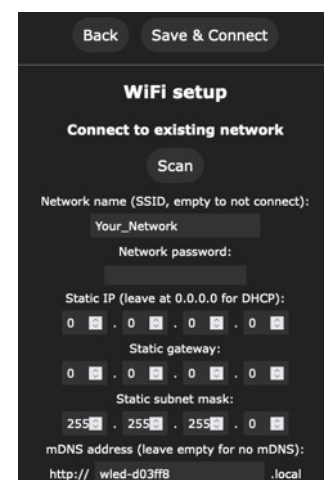 Back Save & Connect
WiFi setup
Connect to existing network
Scan
Network name (SSID, empty to not connect):
Your_Network
Network password:
Static IP (leave at 0.0.0.0 for DHCP):
0 . 0 . 0 . 0
Static gateway:
0 . 0 . 0 . 0
Static subnet mask:
255 . 255 . 255 . 0
mDNS address (leave empty for no mDNS):
http:// wled-d03ff8 .local